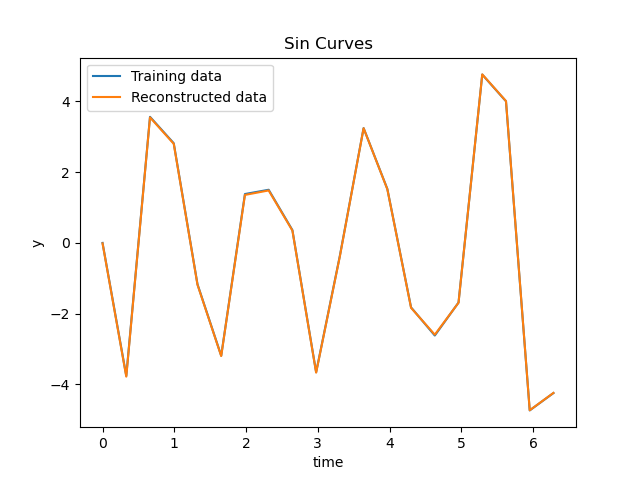 Sin Curves
Training data
Reconstructed data
4
2
0
−2
−4
y
0 1 2 3 4 5 6
time